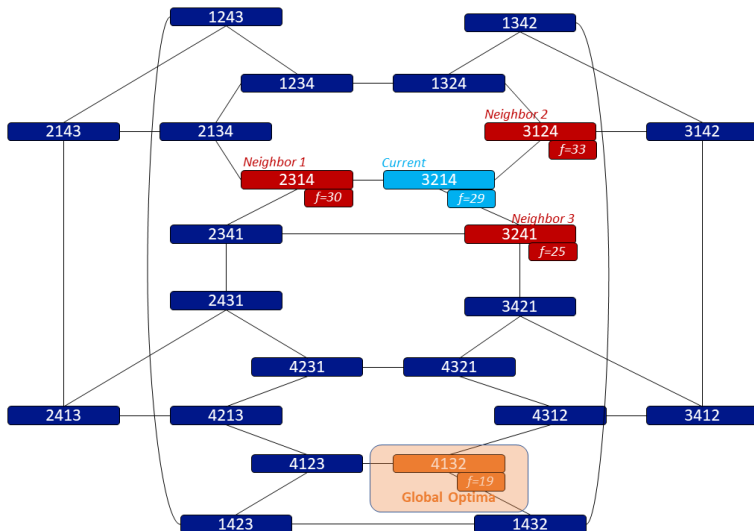 1243
1342
1234
1324
Neighbor 2
2143
2134
3124
3142
f=33
Neighbor 1
Current
2314
3214
f=30
f=29
Neighbor 3
2341
3241
f=25
2431
3421
4231
4321
2413
4213
4312
3412
4123
4132
f=19
Global Optima
1423
1432